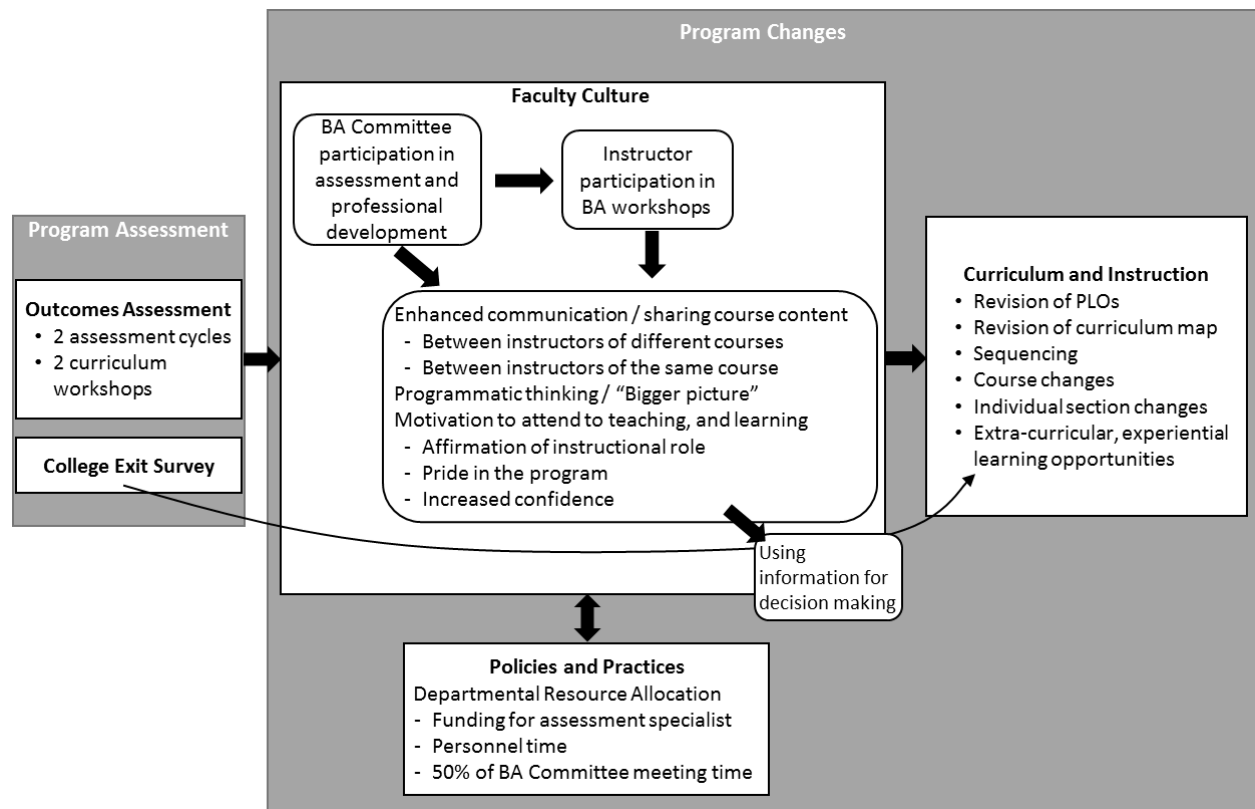 Program Changes
Faculty Culture
BA Committee
participation in
assessment and
professional
development
Instructor
participation in
BA workshops
Program Assessment
Outcomes Assessment
• 2 assessment cycles
• 2 curriculum
workshops
College Exit Survey
Enhanced communication / sharing course content
- Between instructors of different courses
- Between instructors of the same course
Programmatic thinking / “Bigger picture”
Motivation to attend to teaching, and learning
- Affirmation of instructional role
- Pride in the program
- Increased confidence
Using
information for
decision making
Curriculum and Instruction
• Revision of PLOs
• Revision of curriculum map
• Sequencing
• Course changes
• Individual section changes
• Extra-curricular, experiential
learning opportunities
Policies and Practices
Departmental Resource Allocation
- Funding for assessment specialist
- Personnel time
- 50% of BA Committee meeting time